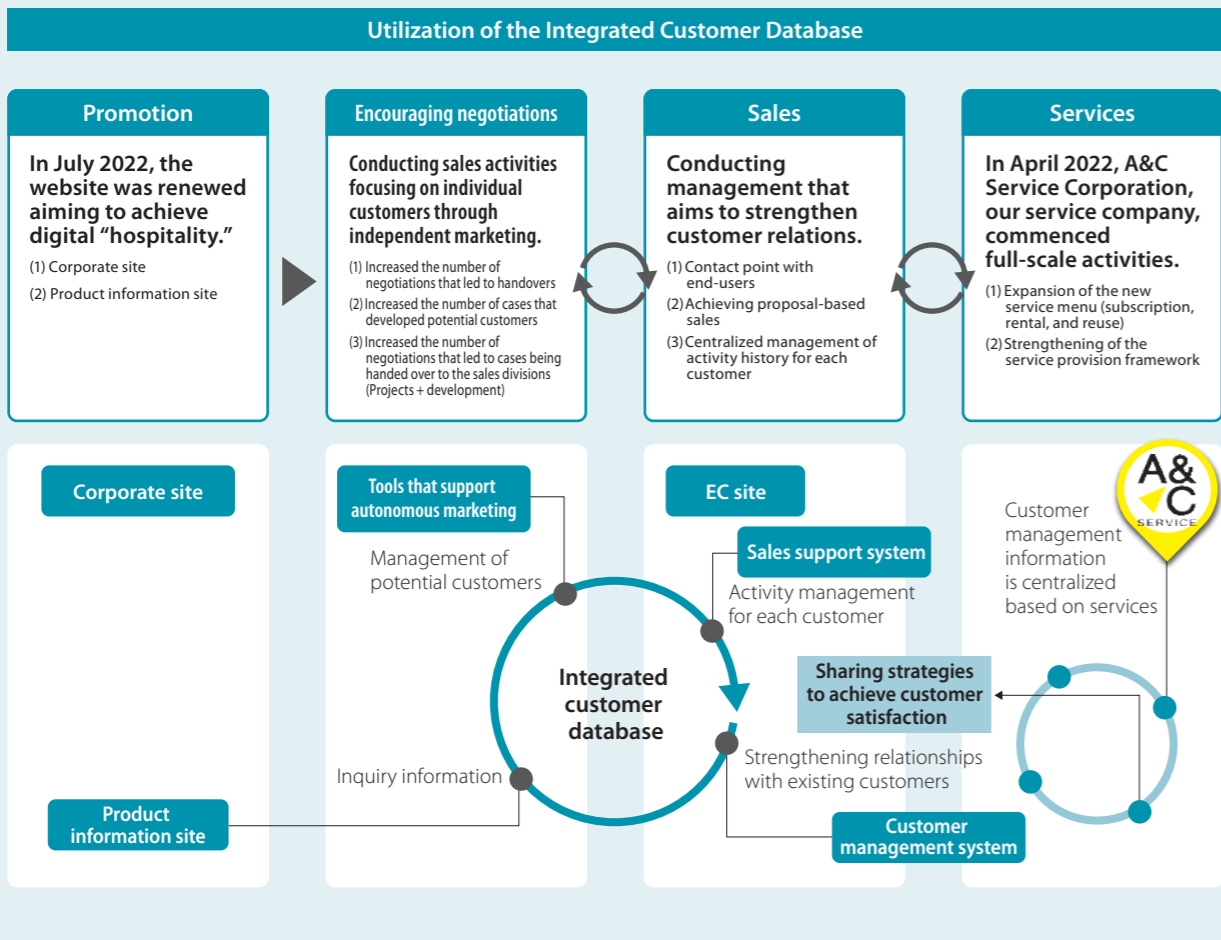 Utilization of the Integrated Customer Database
Promotion
In July 2022, the
website was renewed
aiming to achieve
digital “hospitality.”
(1) Corporate site
(2) Product information site
Encouraging negotiations
Conducting sales activities
focusing on individual
customers through
independent marketing.
(1) Increased the number of
negotiations that led to handovers
(2) Increased the number of cases that
developed potential customers
(3) Increased the number of
negotiations that led to cases being
handed over to the sales divisions
(Projects + development)
Sales
Conducting
management that
aims to strengthen
customer relations.
(1) Contact point with
end-users
(2) Achieving proposal-based
sales
(3) Centralized management of
activity history for each
customer
Services
In April 2022, A&C
Service Corporation,
our service company,
commenced
full-scale activities.
(1) Expansion of the new
service menu (subscription,
rental, and reuse)
(2) Strengthening of the
service provision framework
Corporate site
Product
information site
Tools that support
autonomous marketing
Management of
potential customers
Inquiry information
Integrated
customer
database
EC site
Sales support system
Activity management
for each customer
Sharing strategies
to achieve customer
satisfaction
Strengthening relationships
with existing customers
Customer
management system
A&
C
SERVICE
Customer
management
information
is centralized
based on services